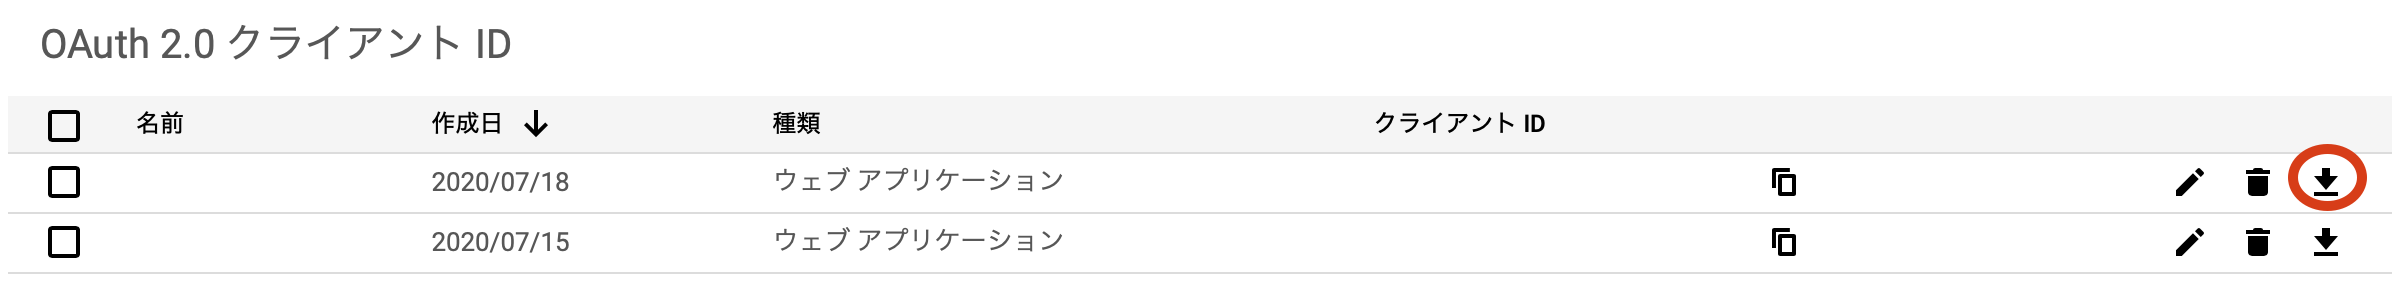 OAuth 2.0 クライアント ID
名前 作成日 種類 クライアント ID
2020/07/18 ウェブ アプリケーション
2020/07/15 ウェブ アプリケーション